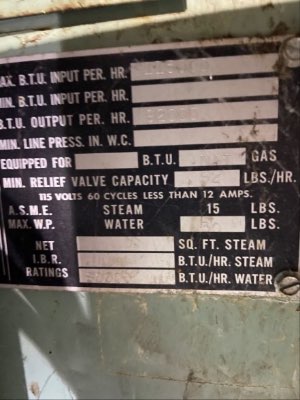 MAX. B.T.U. INPUT PER. HR.
MIN. B.T.U. INPUT PER. HR.
B.T.U. OUTPUT PER. HR.
MIN. LINE PRESS. IN W.C.
EQUIPPED FOR B.T.U. GAS
MIN. RELIEF VALVE CAPACITY LBS./HR.
115 VOLTS 60 CYCLES LESS THAN 12 AMPS.
A.S.M.E. STEAM 15 LBS.
MAX. W.P. WATER LBS.
NET SQ. FT. STEAM
I.B.R. B.T.U./HR. STEAM
RATINGS B.T.U./HR. WATER